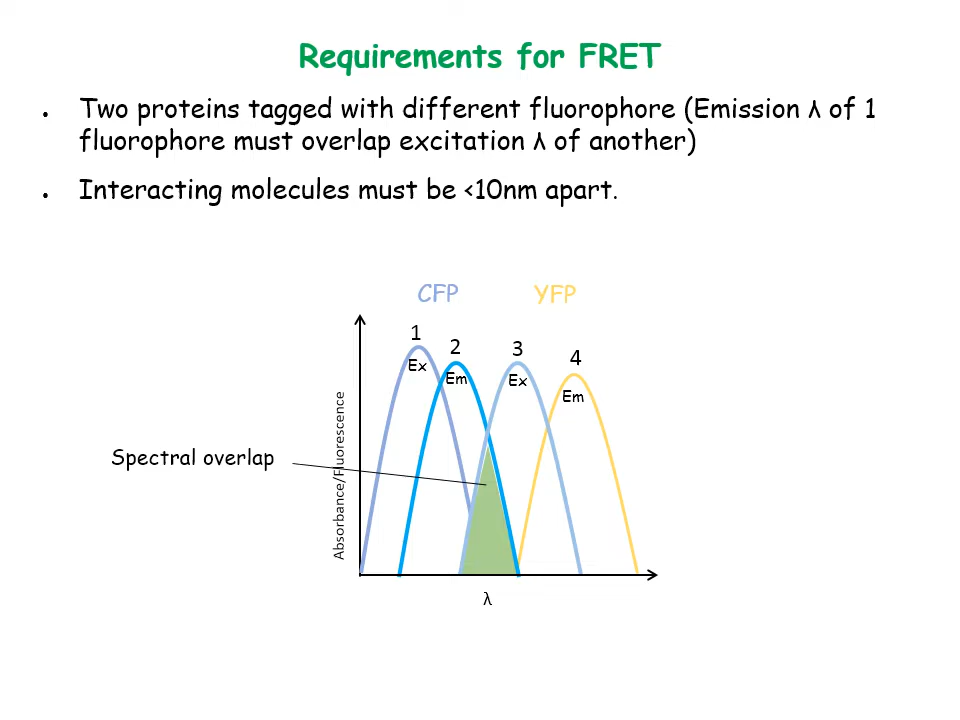 Requirements for FRET
• Two proteins tagged with different fluorophore (Emission λ of 1
fluorophore must overlap excitation λ of another)
• Interacting molecules must be <10nm apart.
CFP
YFP
1
2
3
4
Ex
Em
Ex
Em
Absorbance/Fluorescence
Spectral overlap
λ